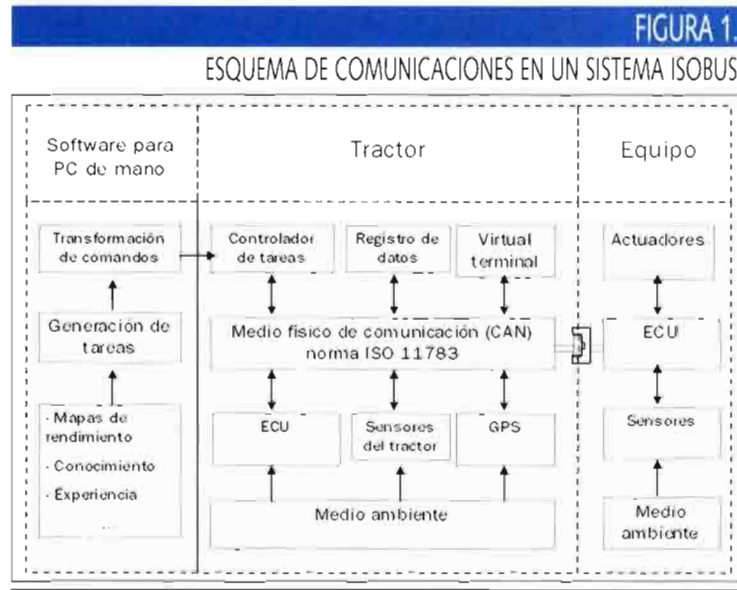 FIGURA 1.
ESQUEMA DE COMUNICACIONES EN UN SISTEMA ISOBUS
Software para
PC de mano
Tractor
Equipo
Transformación
de comandos
Controlador
de tareas
Registro de
datos
Virtual
terminal
Actuadores
Generación de
tareas
Medio físico de comunicación (CAN)
norma ISO 11783
ECU
· Mapas de
rendimiento
· Conocimiento
· Experiencia
...
ECU
Sensores
del tractor
GPS
Sensores
Medio ambiente
Medio
ambiente